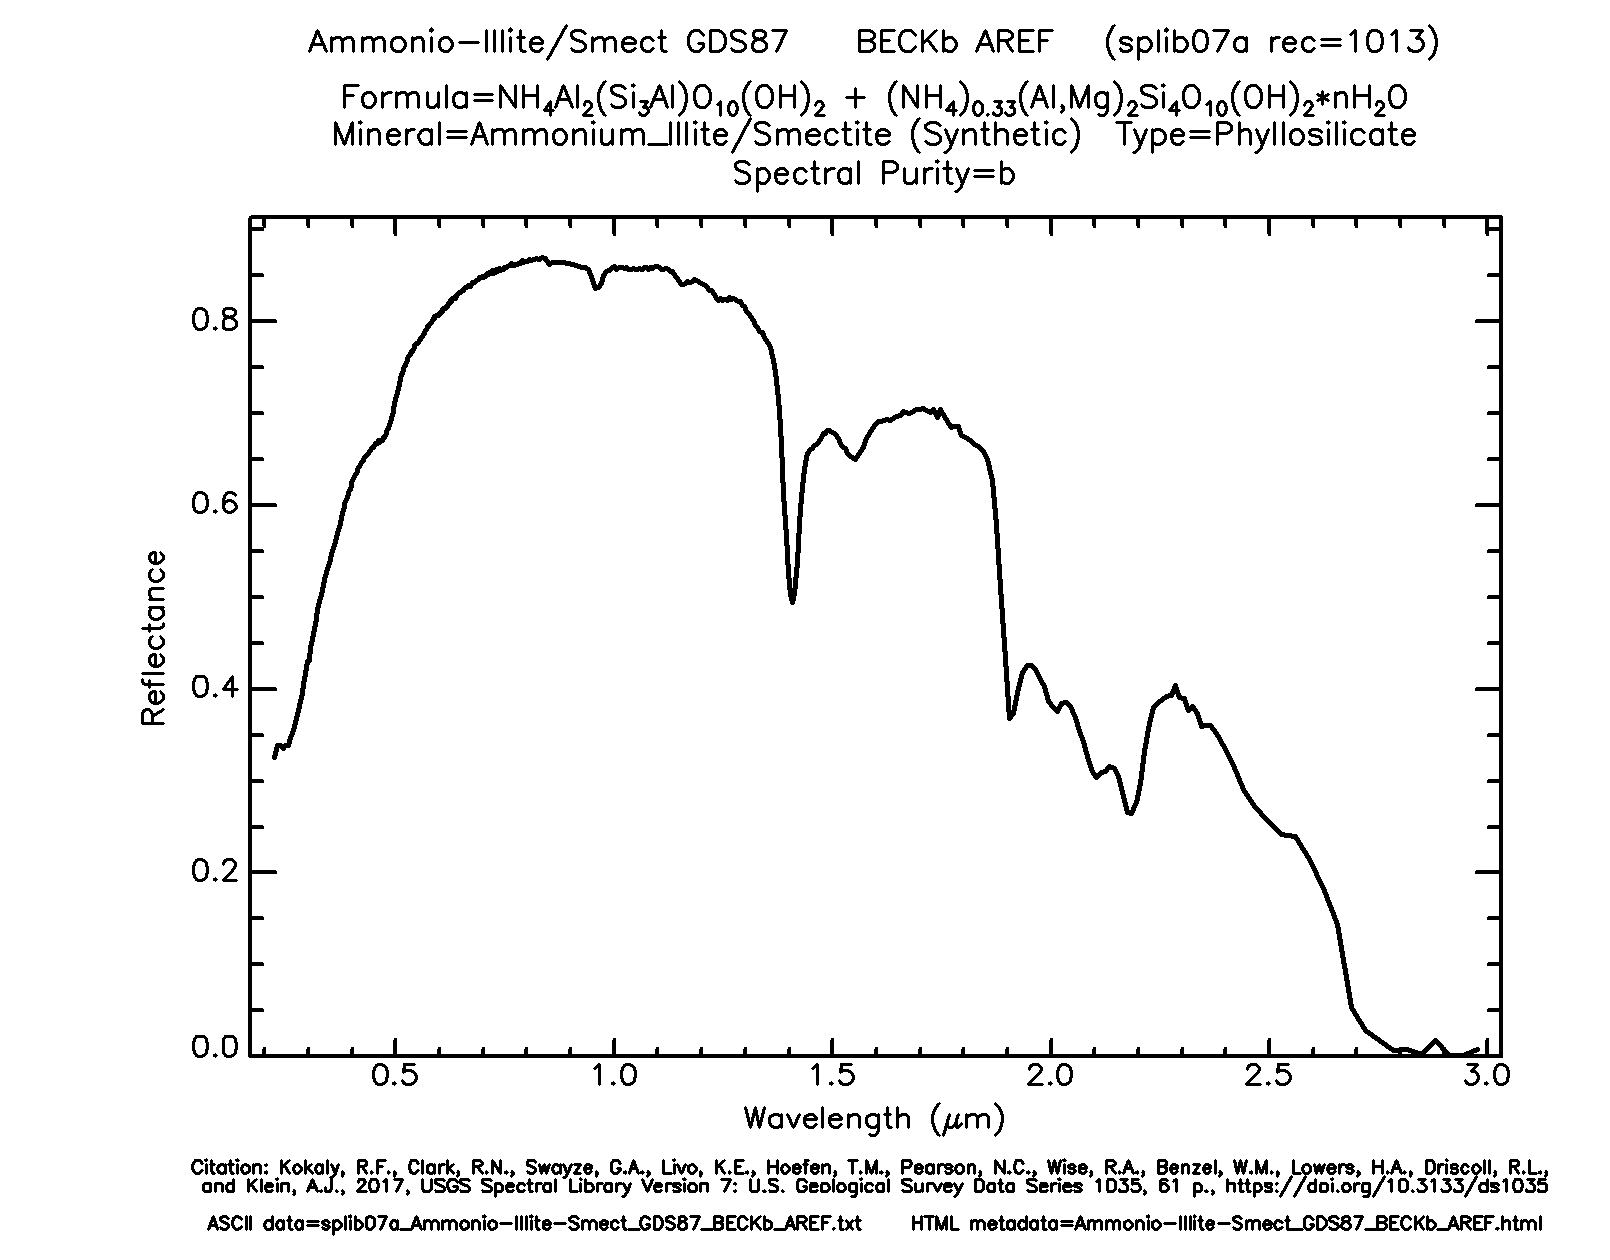 Ammonio-Illite/Smect GDS87 BECKb AREF (splib07a rec=1013)
Formula=NH4Al2(Si3Al)O10(OH)2 + (NH4)0.33(Al,Mg)2Si4O10(OH)2*nH2O
Mineral=Ammonium_Illite/Smectite (Synthetic) Type=Phyllosilicate
Spectral Purity=b
0.8
0.6
0.4
0.2
0.0
Reflectance
0.5 1.0 1.5 2.0 2.5 3.0
Wavelength (μm)
Citation: Kokaly, R.F., Clark, R.N., Swayze, G.A., Livo, K.E., Hoefen, T.M., Pearson, N.C., Wise, R.A., Benzel, W.M., Lowers, H.A., Driscoll, R.L.,
and Klein, A.J., 2017, USGS Spectral Library Version 7: U.S. Geological Survey Data Series 1035, 61 p., https://doi.org/10.3133/ds1035
ASCII data=splib07a_Ammonio-Illite-Smect_GDS87_BECKb_AREF.txt HTML metadata=Ammonio-Illite-Smect_GDS87_BECKb_AREF.html